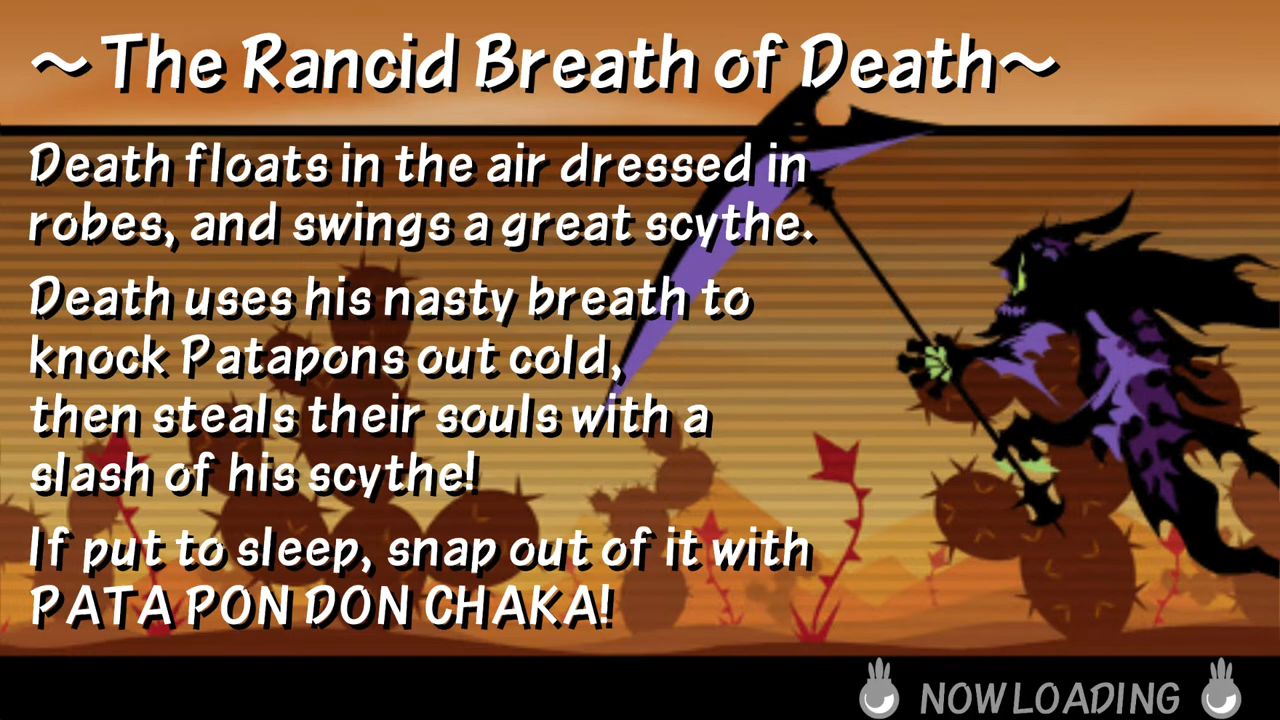 ～The Rancid Breath of Death～
Death floats in the air dressed in
robes, and swings a great scythe.
Death uses his nasty breath to
knock Patapons out cold,
then steals their souls with a
slash of his scythe!
If put to sleep, snap out of it with
PATA PON DON CHAKA!
NOW LOADING